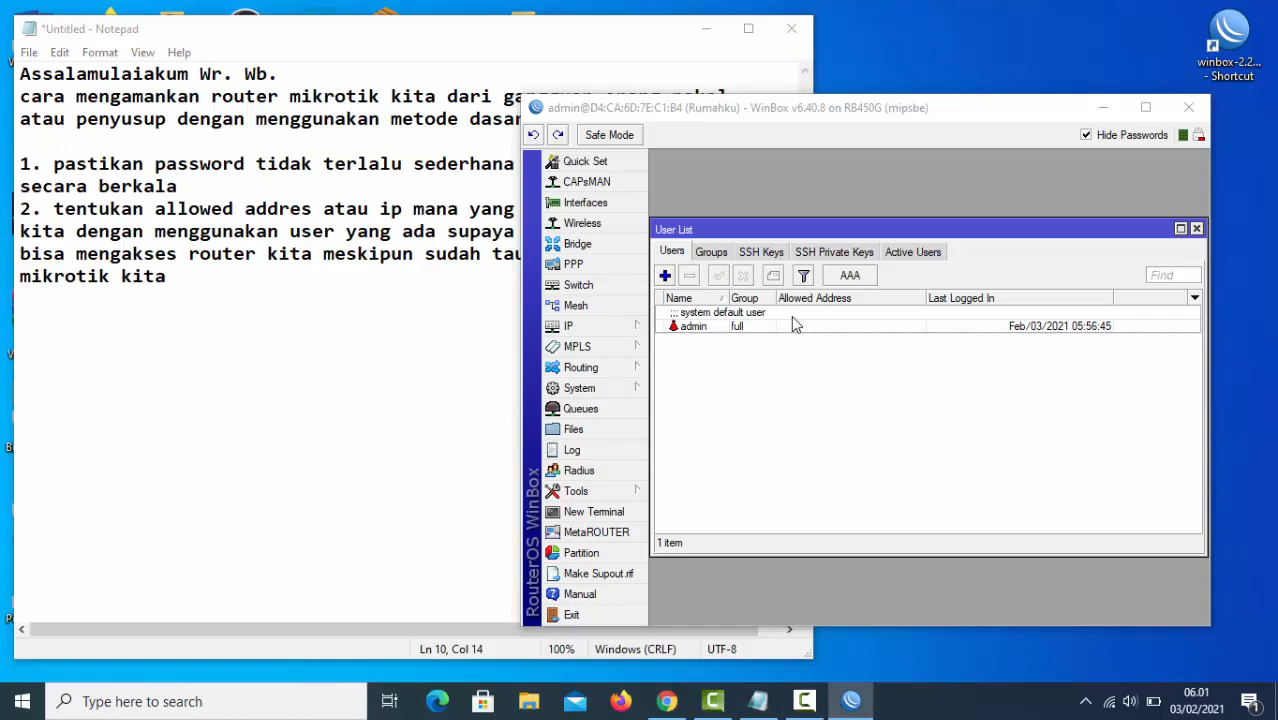 *Untitled - Notepad
File Edit Format View Help
Assalamulaiakum Wr. Wb.
cara mengamankan router mikrotik kita dari
atau penyusup dengan menggunakan metode dasar
1. pastikan password tidak terlalu sederhana
secara berkala
2. tentukan allowed addres atau ip mana yang
kita dengan menggunakan user yang ada supaya
bisa mengakses router kita meskipun sudah tau
mikrotik kita
Ln 10, Col 14 100% Windows (CRLF) UTF-8
winbox-2.2...
- Shortcut
admin@D4:CA:6D:7E:C1:B4 (Rumahku) - WinBox v6.40.8 on RB450G (mipsbe)
Safe Mode
Hide Passwords
Quick Set
CAPsMAN
Interfaces
Wireless
Bridge
PPP
Switch
Mesh
IP
MPLS
Routing
System
Queues
Files
Log
Radius
Tools
New Terminal
MetaROUTER
Partition
Make Supout.rif
Manual
Exit
RouterOS WinBox
User List
Users Groups SSH Keys SSH Private Keys Active Users
AAA
Find
Name Group Allowed Address Last Logged In
;;; system default user
admin full Feb/03/2021 05:56:45
1 item
Type here to search
06.01
03/02/2021
1